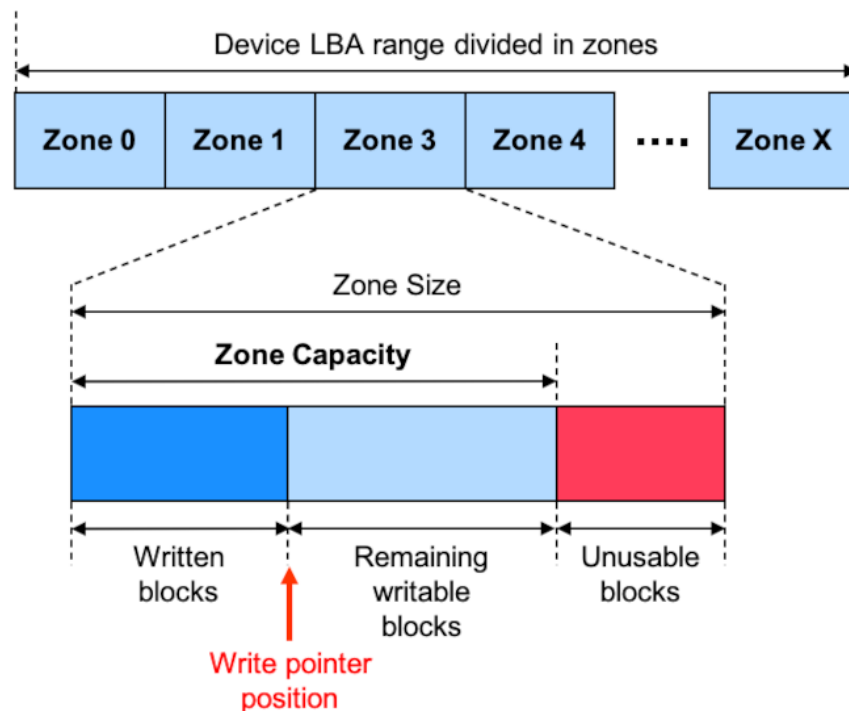 Device LBA range divided in zones
Zone 0 Zone 1 Zone 3 Zone 4 .... Zone X
Zone Size
Zone Capacity
Written
blocks
Remaining
writable
blocks
Unusable
blocks
Write pointer
position